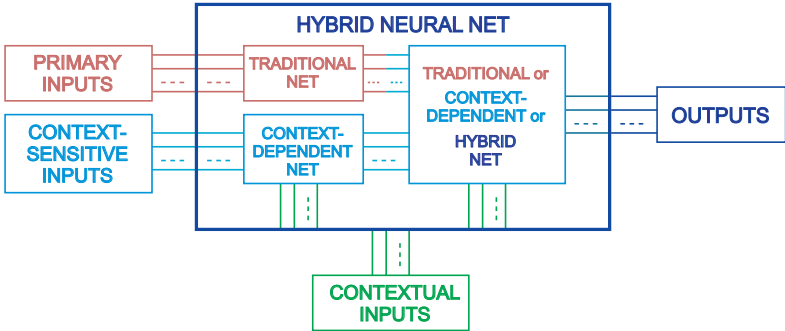 HYBRID NEURAL NET
PRIMARY
INPUTS
TRADITIONAL
NET
TRADITIONAL or
CONTEXT-
DEPENDENT or
HYBRID
NET
OUTPUTS
CONTEXT-
SENSITIVE
INPUTS
CONTEXT-
DEPENDENT
NET
CONTEXTUAL
INPUTS